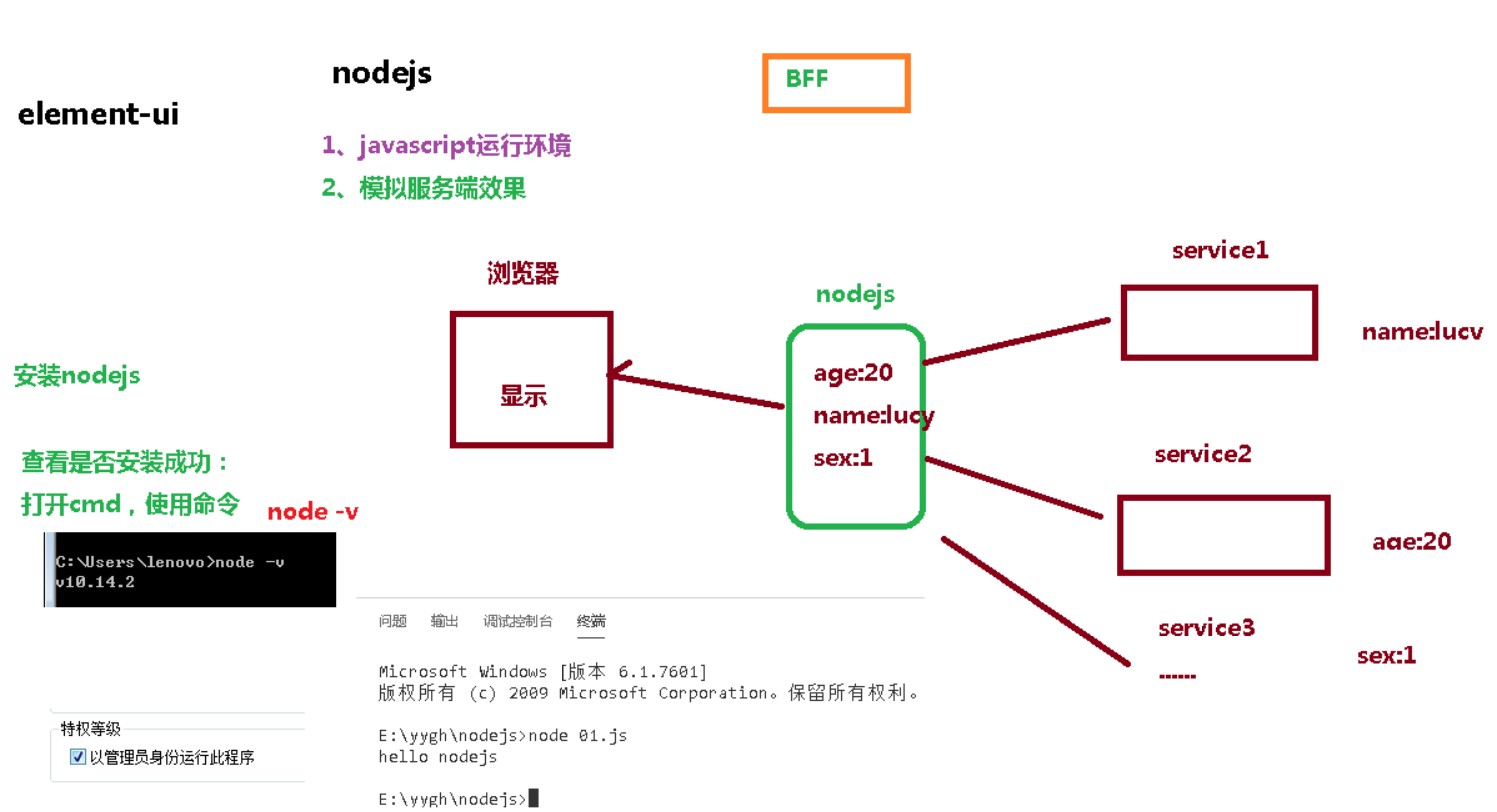 nodejs
BFF
element-ui
1、javascript运行环境
2、模拟服务端效果
service1
浏览器
nodejs
name:lucv
安装nodejs
age:20
显示
name:lucy
sex:1
service2
查看是否安装成功：
打开cmd，使用命令
node -v
age:20
C:\Users\lenovo>node -v
v10.14.2
问题 输出 调试控制台 终端
service3
sex:1
......
Microsoft Windows [版本 6.1.7601]
版权所有 (c) 2009 Microsoft Corporation。保留所有权利。
特权等级
以管理员身份运行此程序
E:\yygh\nodejs>node 01.js
hello nodejs
E:\yygh\nodejs>